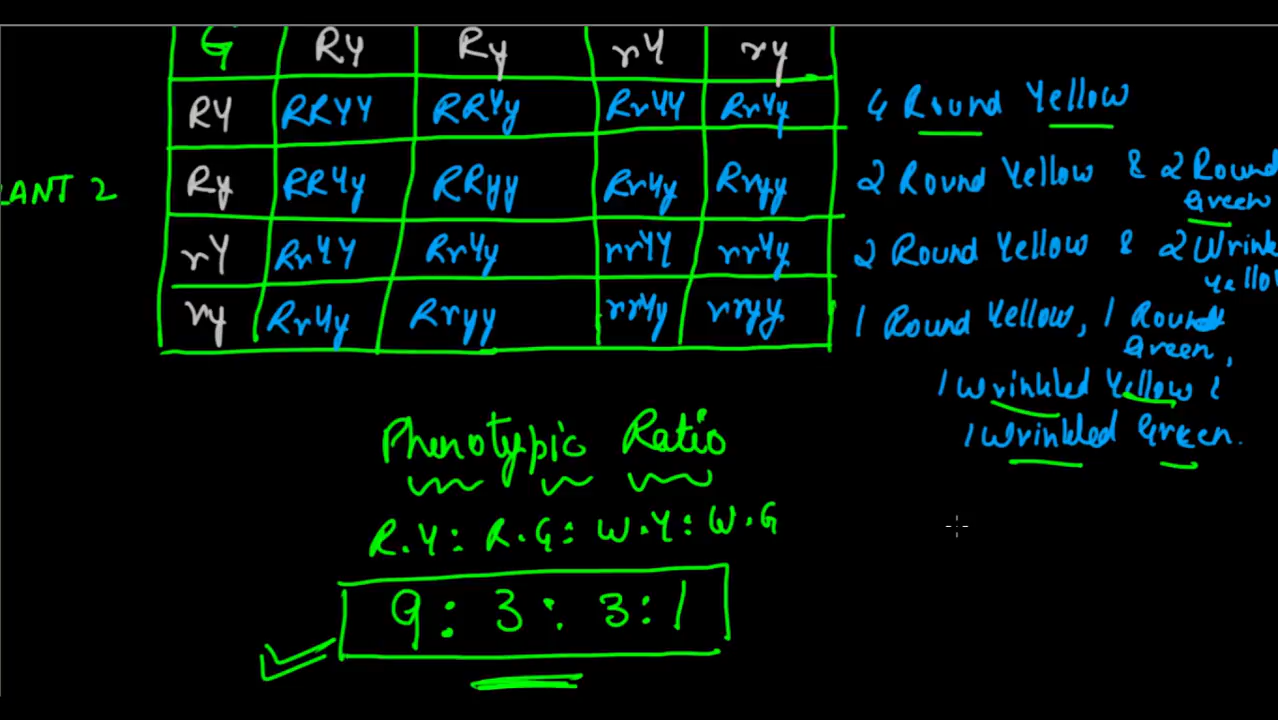 G RY Ry rY ry
RY RRYY RRYy RrYY RrYy 4 Round Yellow
LANT 2 Ry RRYy RRyy RrYy Rryy 2 Round Yellow & 2 Round
Green
rY RrYY RrYy rrYY rrYy 2 Round Yellow & 2 Wrink
Yello
ry RrYy Rryy rrYy rryy 1 Round Yellow, 1 Round
Green,
1 Wrinkled Yellow &
1 Wrinkled Green.
Phenotypic Ratio
R.Y: R.G: W.Y: W.G
9: 3: 3: 1